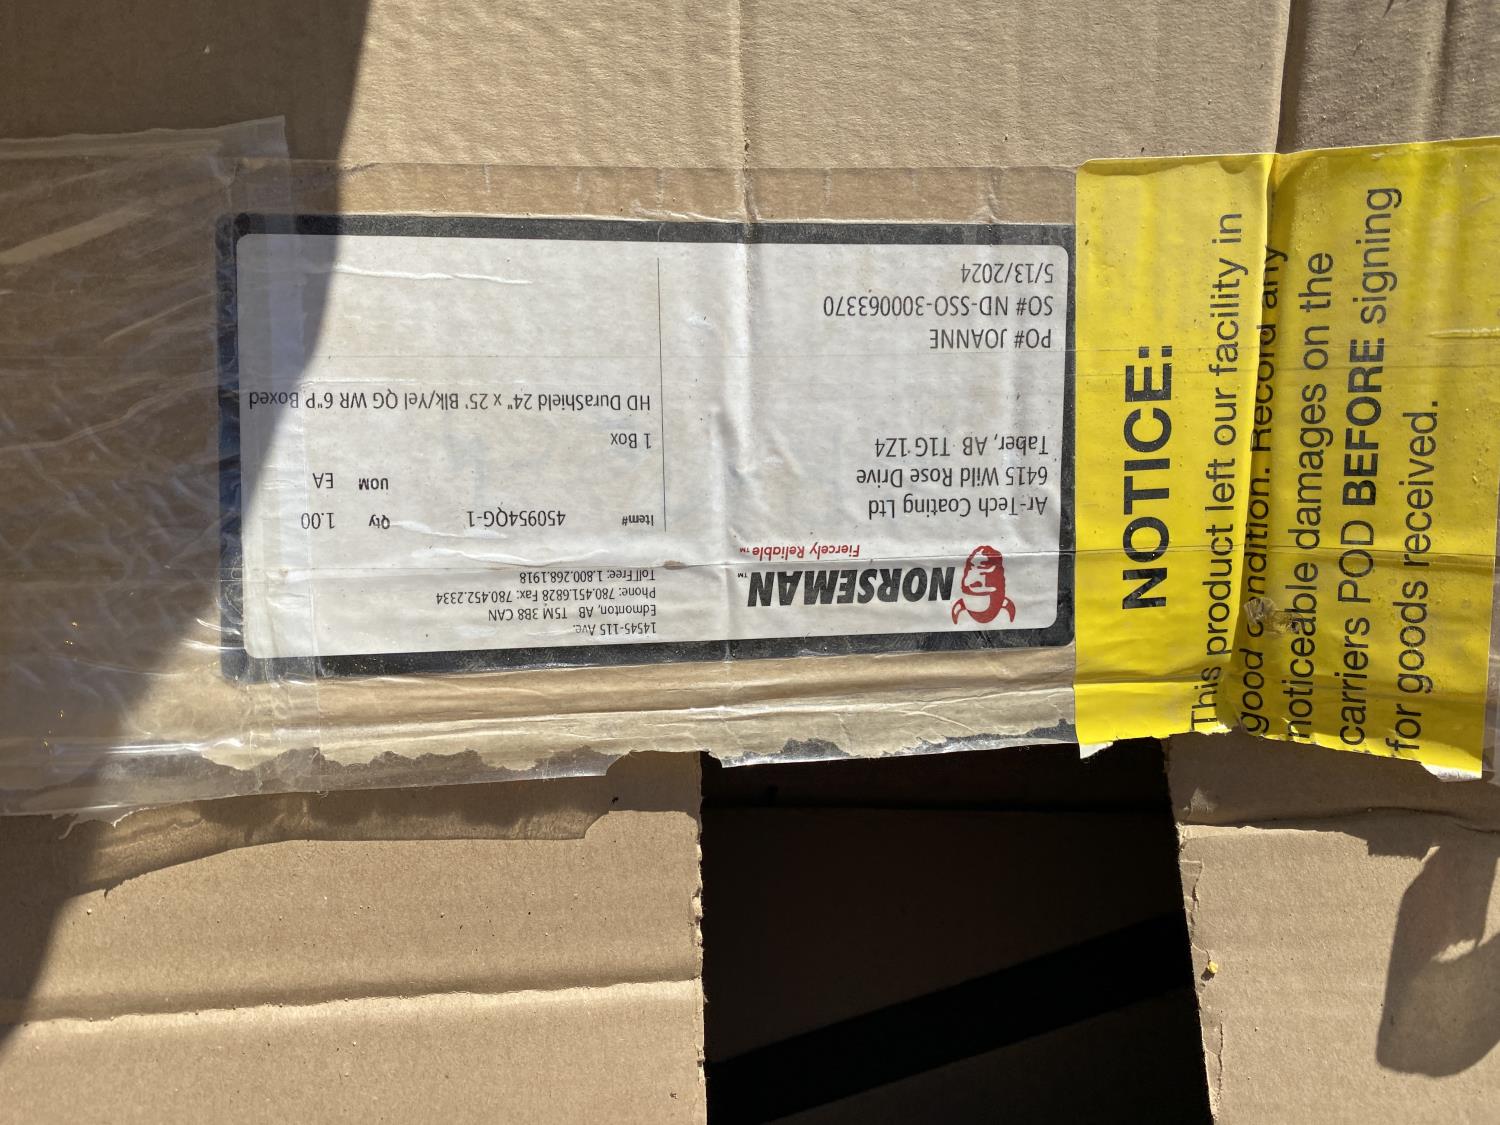 NORSEMAN™
Fiercely Reliable™
14545-115 Ave.
Edmonton, AB T5M 3B8 CAN
Phone: 780.451.6828 Fax: 780.452.2334
Toll Free: 1.800.268.1918
Ar-Tech Coating Ltd
6415 Wild Rose Drive
Taber, AB T1G 1Z4
PO# JOANNE
SO# ND-SSO-300063370
5/13/2024
Item# 450954QG-1 Qty 1.00
UOM EA
1 Box
HD DuraShield 24" x 25' Blk/Yel QG WR 6"P Boxed
NOTICE:
This product left our facility in
good condition. Record any
noticeable damages on the
carriers POD BEFORE signing
for goods received.